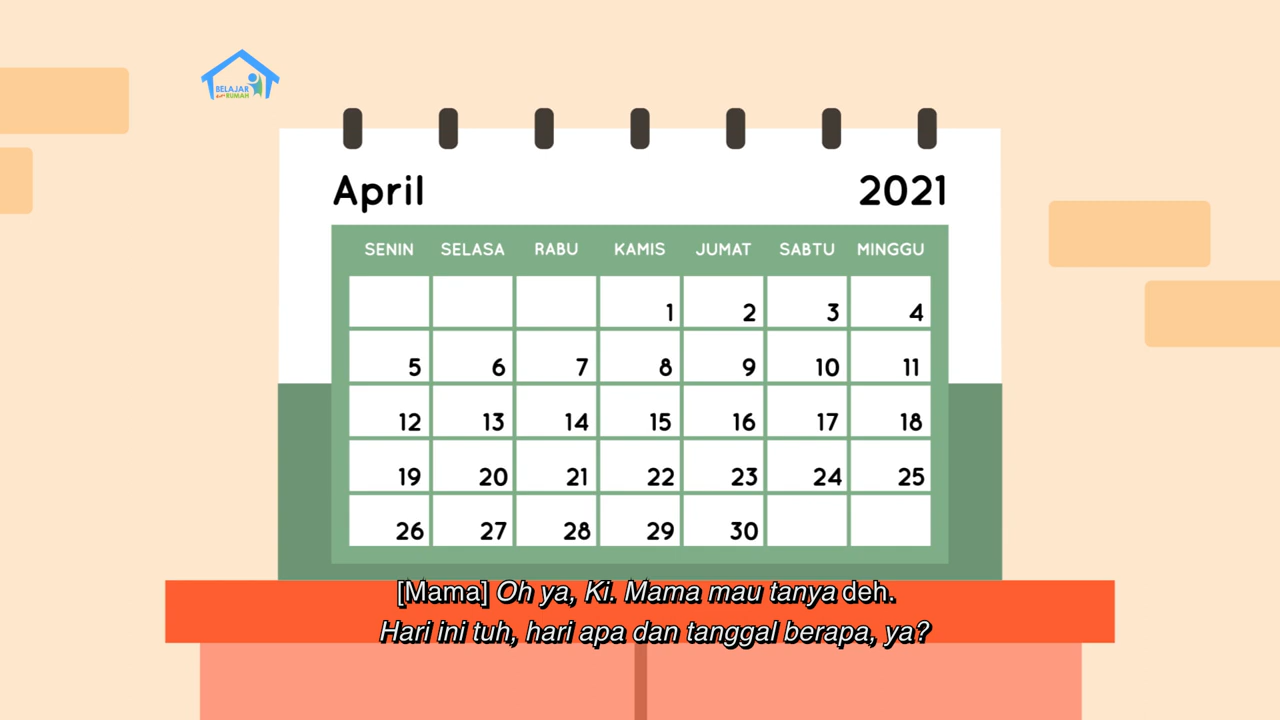 BELAJAR
dari RUMAH
April 2021
SENIN SELASA RABU KAMIS JUMAT SABTU MINGGU
1 2 3 4
5 6 7 8 9 10 11
12 13 14 15 16 17 18
19 20 21 22 23 24 25
26 27 28 29 30
[Mama] Oh ya, Ki. Mama mau tanya deh.
Hari ini tuh, hari apa dan tanggal berapa, ya?